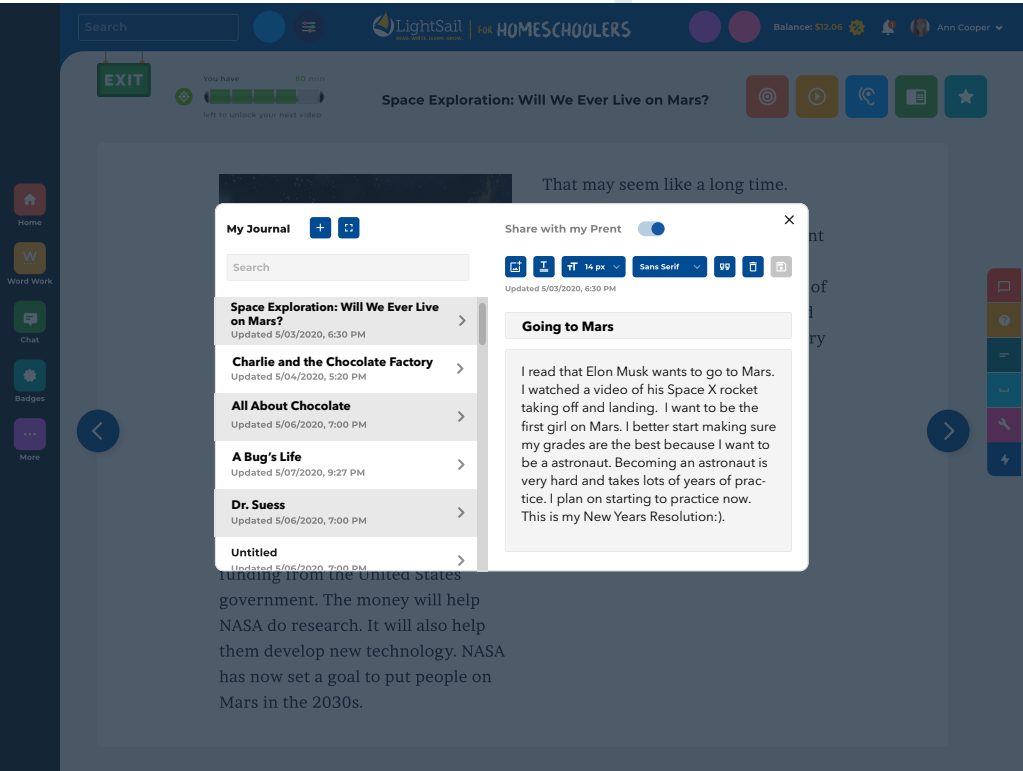 Search
LightSail
FOR HOMESCHOOLERS
Balance: $12.06
Ann Cooper
EXIT
You have 60 min
left to unlock your next video
Space Exploration: Will We Ever Live on Mars?
Home
W
Word Work
Chat
Badges
More
That may seem like a long time.
nt
of
ry
My Journal
Search
Space Exploration: Will We Ever Live
on Mars?
Updated 5/03/2020, 6:30 PM
Charlie and the Chocolate Factory
Updated 5/04/2020, 5:20 PM
All About Chocolate
Updated 5/06/2020, 7:00 PM
A Bug’s Life
Updated 5/07/2020, 9:27 PM
Dr. Suess
Updated 5/06/2020, 7:00 PM
Untitled
Updated 5/06/2020, 7:00 PM
Share with my Prent
T TT 14 px Sans Serif
Updated 5/03/2020, 6:30 PM
Going to Mars
I read that Elon Musk wants to go to Mars.
I watched a video of his Space X rocket
taking off and landing.  I want to be the
first girl on Mars. I better start making sure
my grades are the best because I want to
be a astronaut. Becoming an astronaut is
very hard and takes lots of years of prac-
tice. I plan on starting to practice now.
This is my New Years Resolution:).
funding from the United States
government. The money will help
NASA do research. It will also help
them develop new technology. NASA
has now set a goal to put people on
Mars in the 2030s.